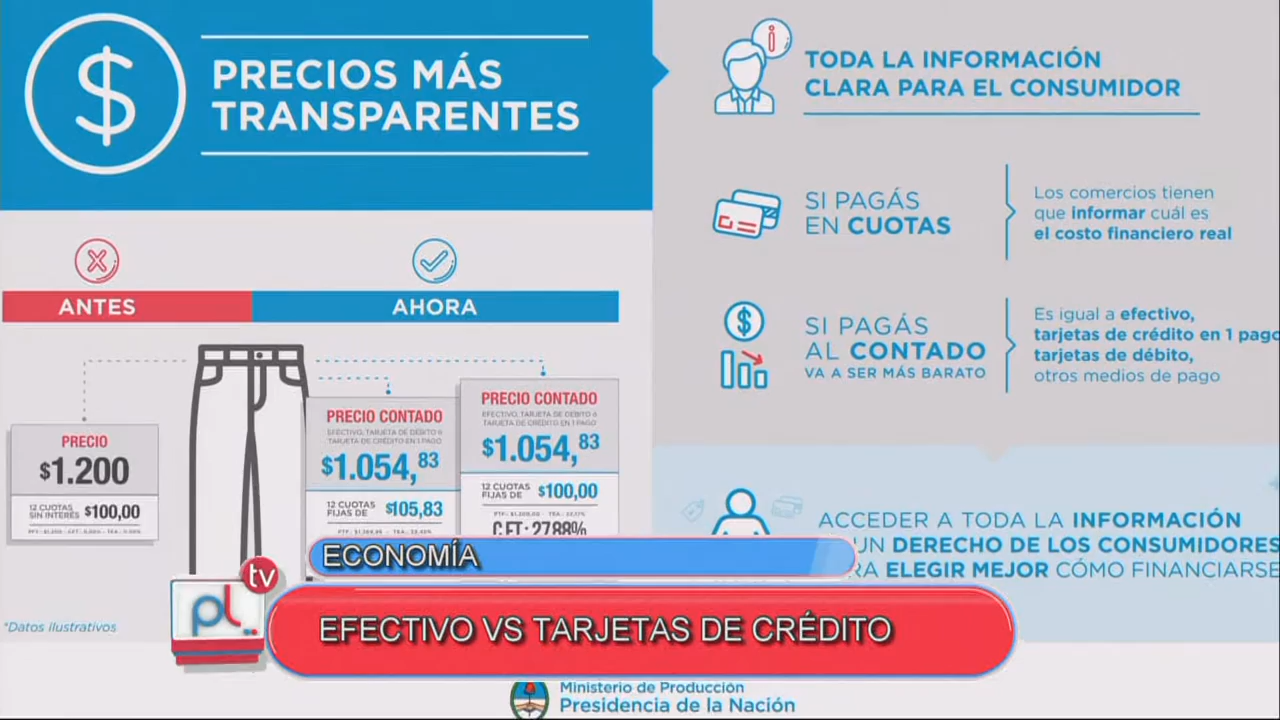 PRECIOS MÁS
TRANSPARENTES
ANTES
AHORA
PRECIO
$1.200
12 CUOTAS
SIN INTERÉS $100,00
PRECIO CONTADO
EFECTIVO, TARJETA DE DÉBITO ó
TARJETA DE CRÉDITO EN 1 PAGO
$1.054,83
12 CUOTAS
FIJAS DE $105,83
PRECIO CONTADO
EFECTIVO, TARJETA DE DÉBITO ó
TARJETA DE CRÉDITO EN 1 PAGO
$1.054,83
12 CUOTAS
FIJAS DE $100,00
CFT: 27,88%
*Datos ilustrativos
TODA LA INFORMACIÓN
CLARA PARA EL CONSUMIDOR
SI PAGÁS
EN CUOTAS
Los comercios tienen
que informar cuál es
el costo financiero real
SI PAGÁS
AL CONTADO
VA A SER MÁS BARATO
Es igual a efectivo,
tarjetas de crédito en 1 pago
tarjetas de débito,
otros medios de pago
ACCEDER A TODA LA INFORMACIÓN
UN DERECHO DE LOS CONSUMIDORES
RA ELEGIR MEJOR CÓMO FINANCIARSE
ECONOMÍA
pl tv
EFECTIVO VS TARJETAS DE CRÉDITO
Ministerio de Producción
Presidencia de la Nación